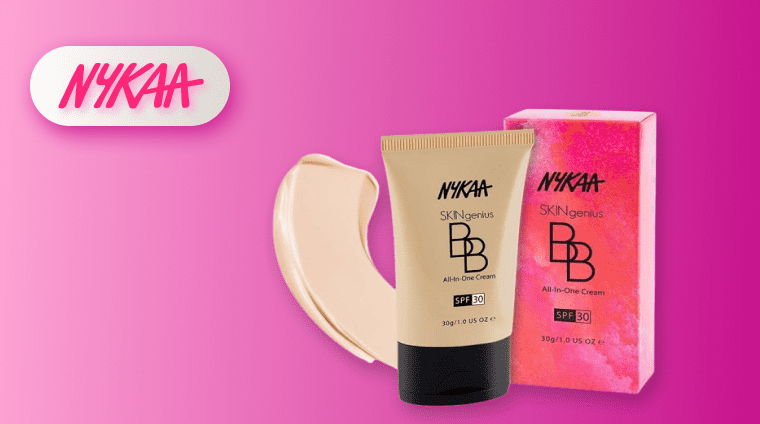 NYKAA
NYKAA
SKINgenius
BB
All-In-One Cream
SPF 30
30g/1.0 US OZ ℮
NYKAA
SKINgenius
BB
All-In-One Cream
SPF 30
30g/1.0 US OZ ℮